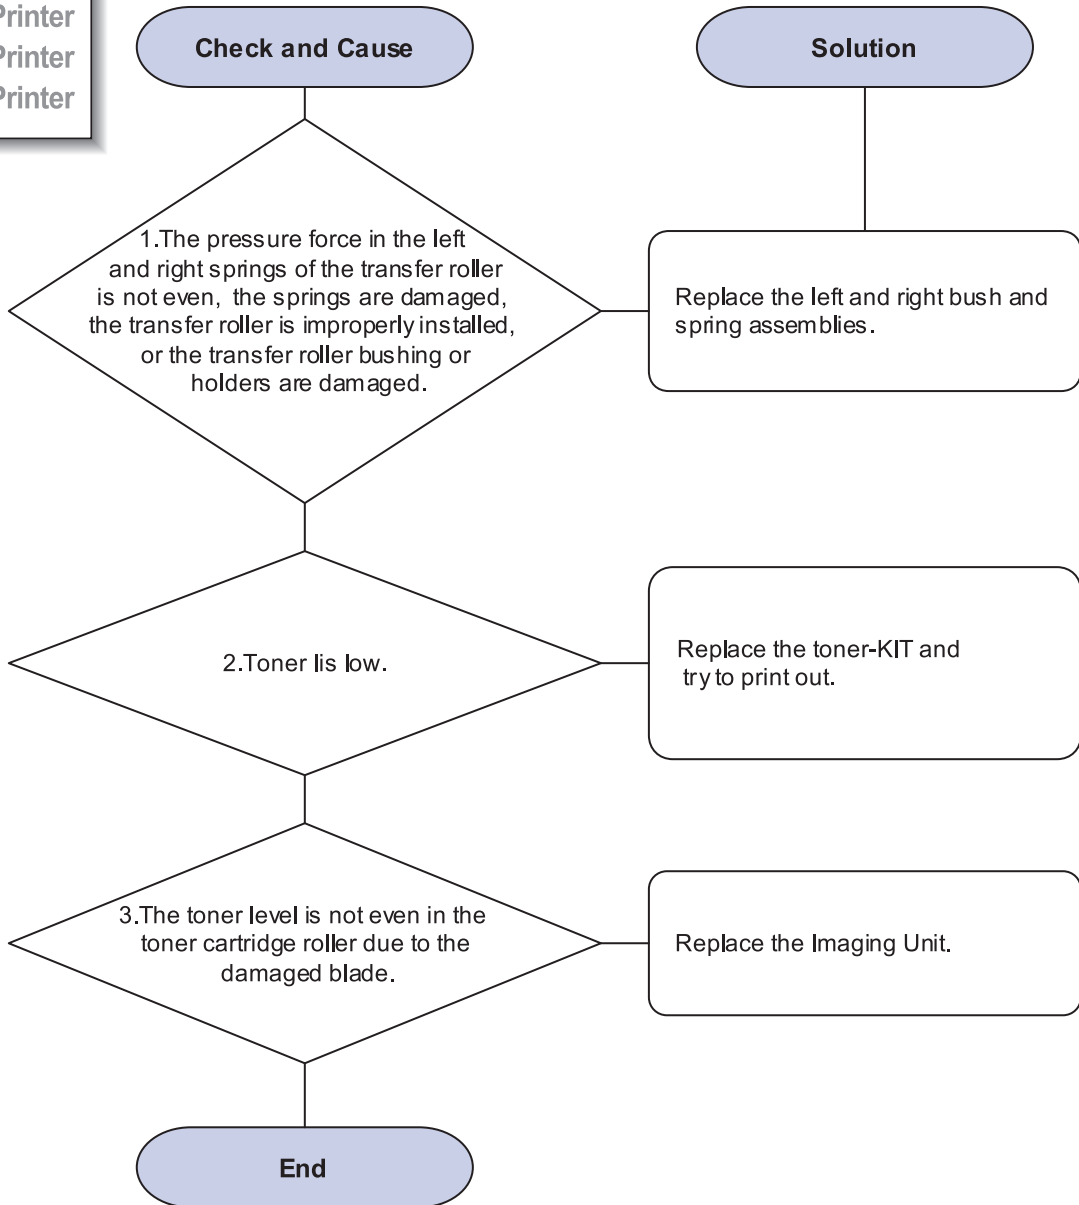 Printer
Printer
Printer
Check and Cause
Solution
1.The pressure force in the left
and right springs of the transfer roller
is not even, the springs are damaged,
the transfer roller is improperly installed,
or the transfer roller bushing or
holders are damaged.
Replace the left and right bush and
spring assemblies.
2.Toner lis low.
Replace the toner-KIT and
try to print out.
3.The toner level is not even in the
toner cartridge roller due to the
damaged blade.
Replace the Imaging Unit.
End